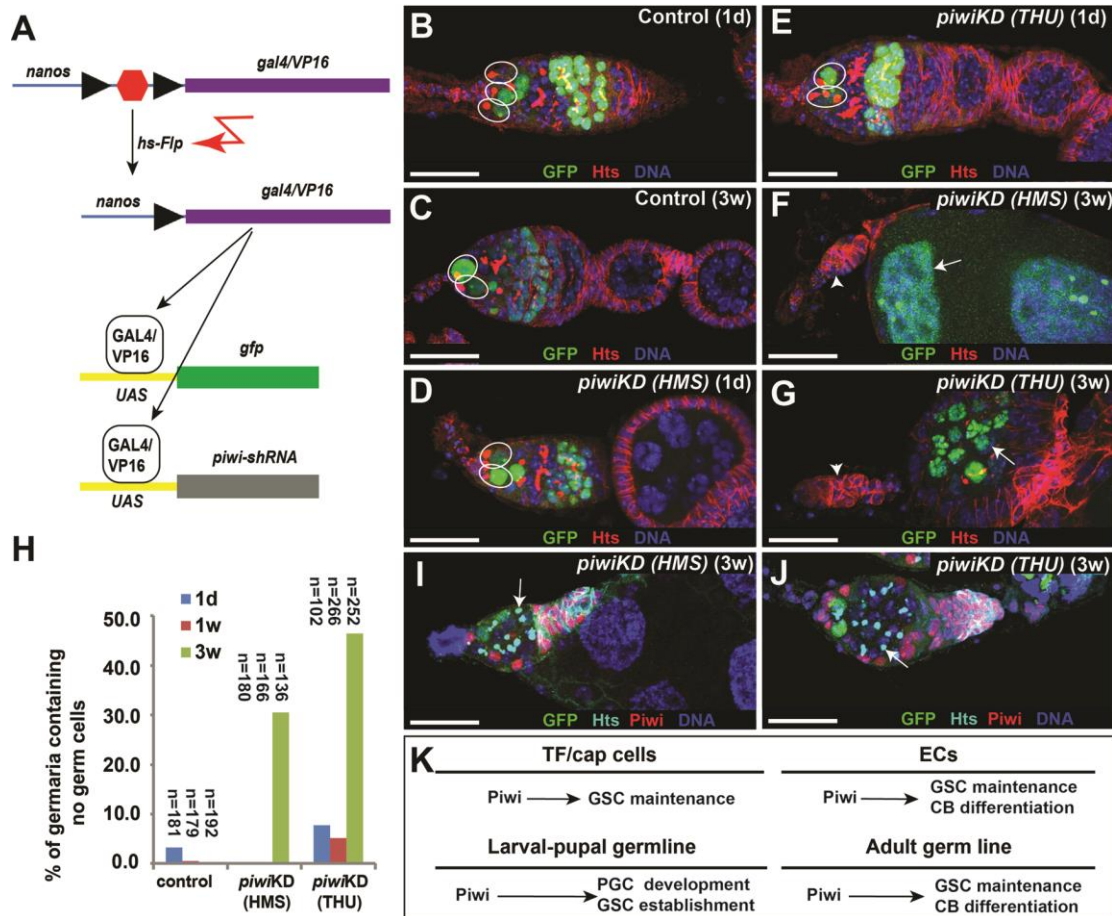 A
nanos
gal4/VP16
hs-Flp
nanos
gal4/VP16
GAL4/
VP16
gfp
UAS
GAL4/
VP16
piwi-shRNA
UAS
B
Control (1d)
GFP Hts DNA
E
piwiKD (THU) (1d)
GFP Hts DNA
C
Control (3w)
GFP Hts DNA
F
piwiKD (HMS) (3w)
GFP Hts DNA
D
piwiKD (HMS) (1d)
GFP Hts DNA
G
piwiKD (THU) (3w)
GFP Hts DNA
H
% of germaria containing
no germ cells
50.0
40.0
30.0
20.0
10.0
0.0
1d
1w
3w
n=181
n=179
n=192
n=180
n=166
n=136
n=102
n=266
n=252
control
piwiKD
(HMS)
piwiKD
(THU)
I
piwiKD (HMS) (3w)
GFP Hts Piwi DNA
J
piwiKD (THU) (3w)
GFP Hts Piwi DNA
K
TF/cap cells
Piwi GSC maintenance
ECs
Piwi GSC maintenance
CB differentiation
Larval-pupal germline
Piwi PGC development
GSC establishment
Adult germ line
Piwi GSC maintenance
CB differentiation